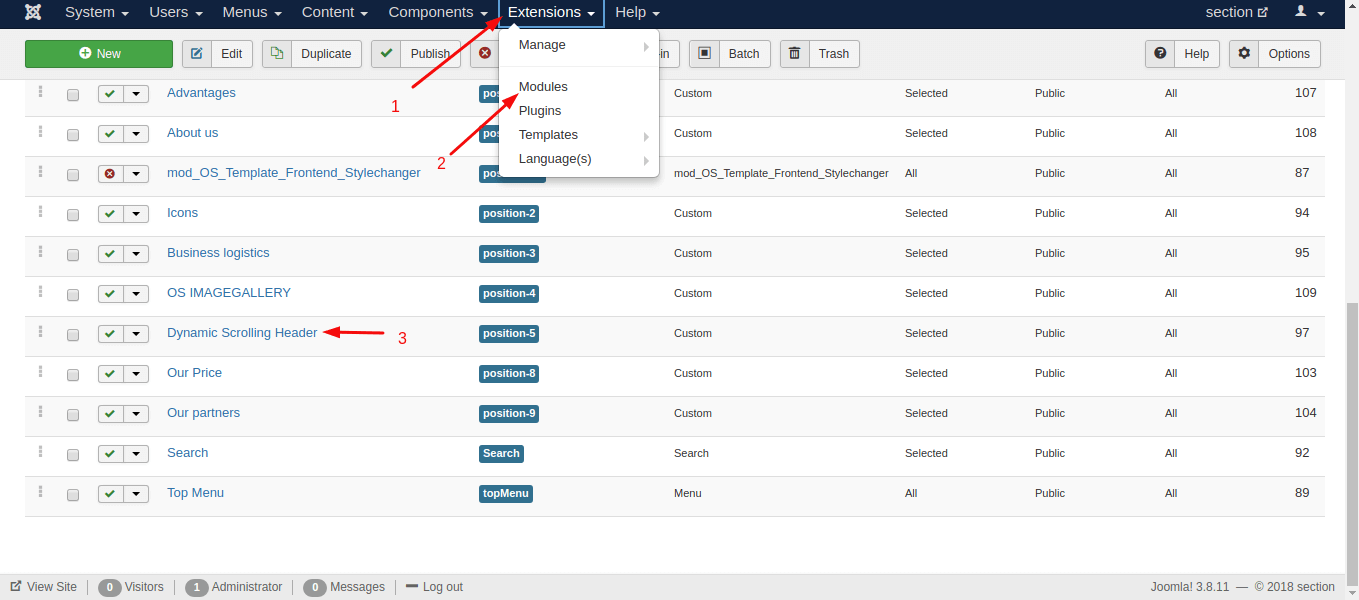 System Users Menus Content Components Extensions Help section
New Edit Duplicate Publish in Batch Trash Help Options
Manage
Modules
Plugins
Templates
Language(s)
1
2
3
Advantages pos Custom Selected Public All 107
About us pos Custom Selected Public All 108
mod_OS_Template_Frontend_Stylechanger pos mod_OS_Template_Frontend_Stylechanger All Public All 87
Icons position-2 Custom Selected Public All 94
Business logistics position-3 Custom Selected Public All 95
OS IMAGEGALLERY position-4 Custom Selected Public All 109
Dynamic Scrolling Header position-5 Custom Selected Public All 97
Our Price position-8 Custom Selected Public All 103
Our partners position-9 Custom Selected Public All 104
Search Search Search Selected Public All 92
Top Menu topMenu Menu All Public All 89
View Site 0 Visitors 1 Administrator 0 Messages Log out Joomla! 3.8.11 — © 2018 section